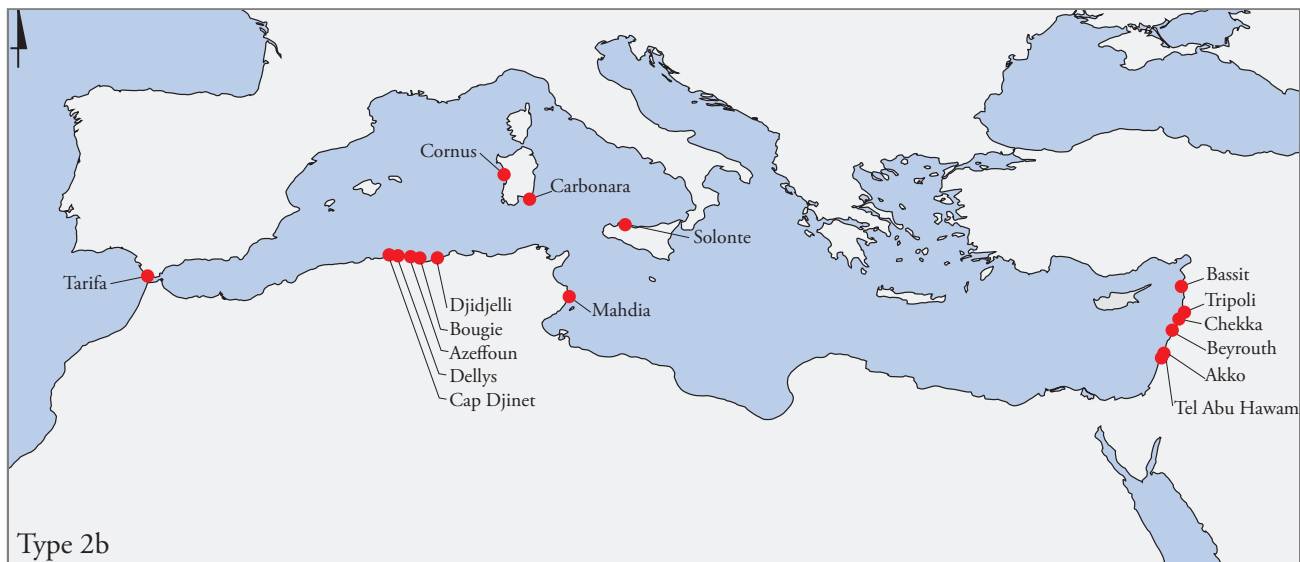 Cornus
Carbonara
Solonte
Tarifa
Bassit
Djidjelli
Mahdia
Tripoli
Bougie
Chekka
Azeffoun
Beyrouth
Dellys
Akko
Cap Djinet
Tel Abu Hawam
Type 2b